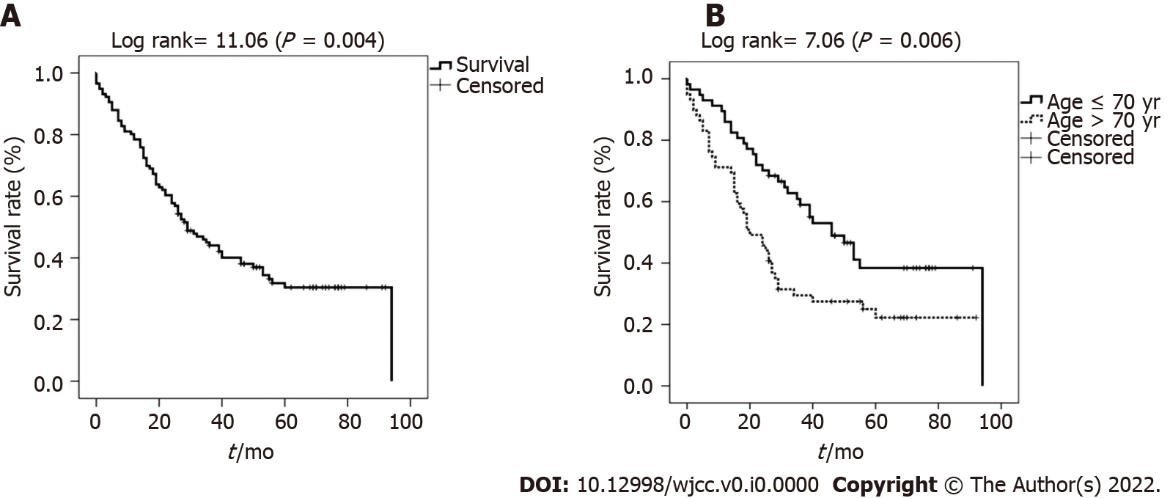 A
Log rank= 11.06 (P = 0.004)
Survival
Censored
Survival rate (%)
1.0
0.8
0.6
0.4
0.2
0.0
0 20 40 60 80 100
t/mo
B
Log rank= 7.06 (P = 0.006)
Age ≤ 70 yr
Age > 70 yr
Censored
Censored
Survival rate (%)
1.0
0.8
0.6
0.4
0.2
0.0
0 20 40 60 80 100
t/mo
DOI: 10.12998/wjcc.v0.i0.0000 Copyright © The Author(s) 2022.